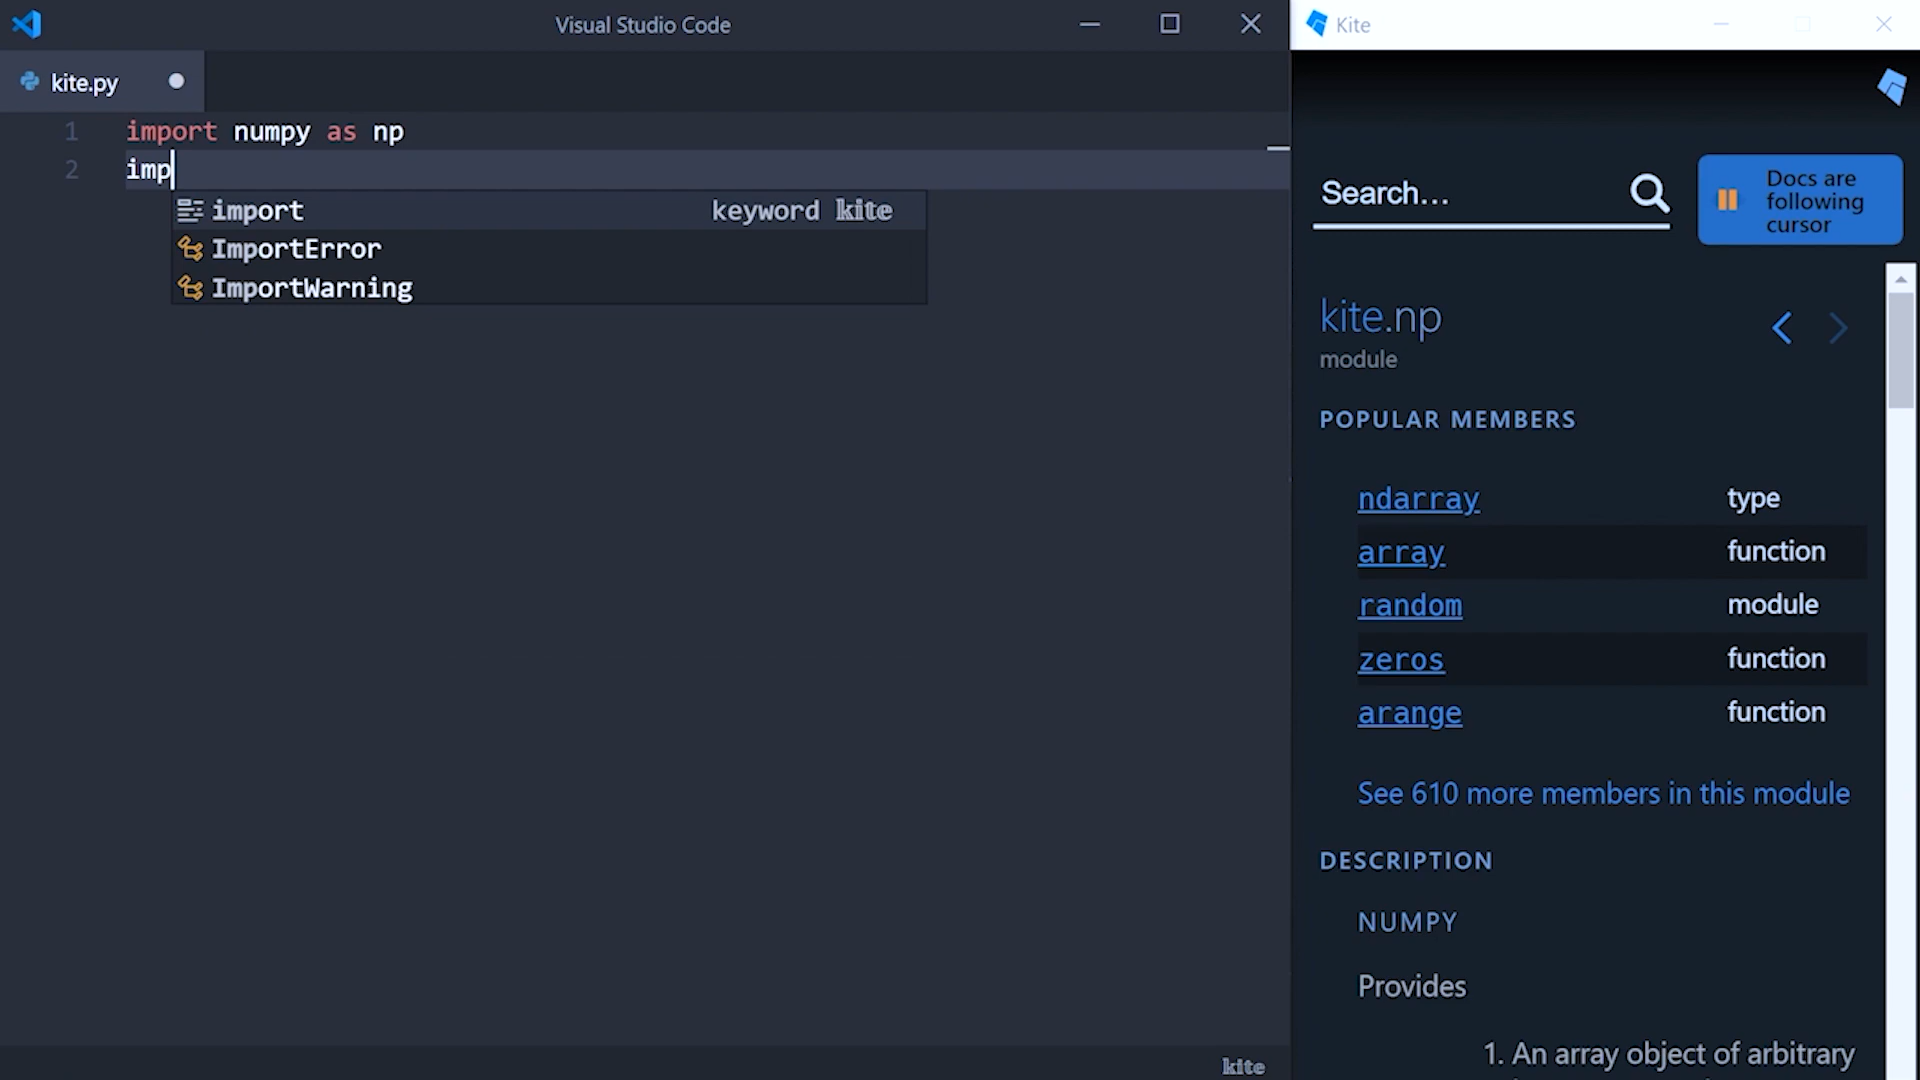 Visual Studio Code
kite.py
1 import numpy as np
2 imp
import keyword kite
ImportError
ImportWarning
kite
Kite
Search...
Docs are
following
cursor
kite.np
module
POPULAR MEMBERS
ndarray type
array function
random module
zeros function
arange function
See 610 more members in this module
DESCRIPTION
NUMPY
Provides
1. An array object of arbitrary